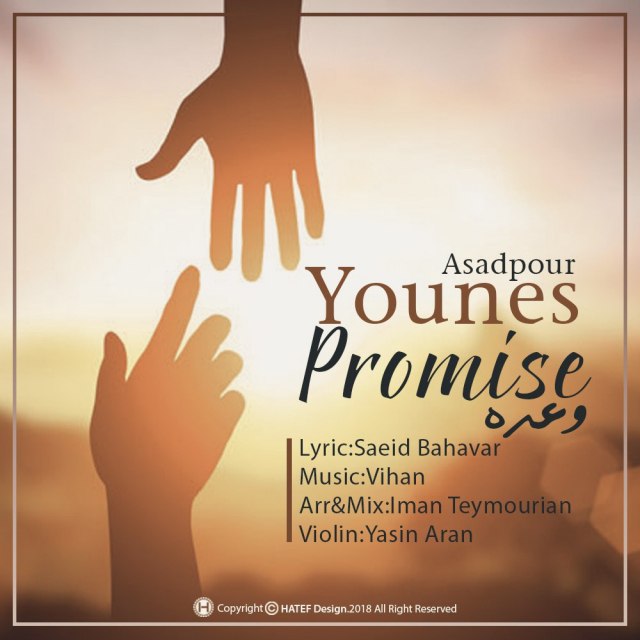 Asadpour
Younes
Promise
وعده
Lyric:Saeid Bahavar
Music:Vihan
Arr&Mix:Iman Teymourian
Violin:Yasin Aran
H Copyright © HATEF Design.2018 All Right Reserved